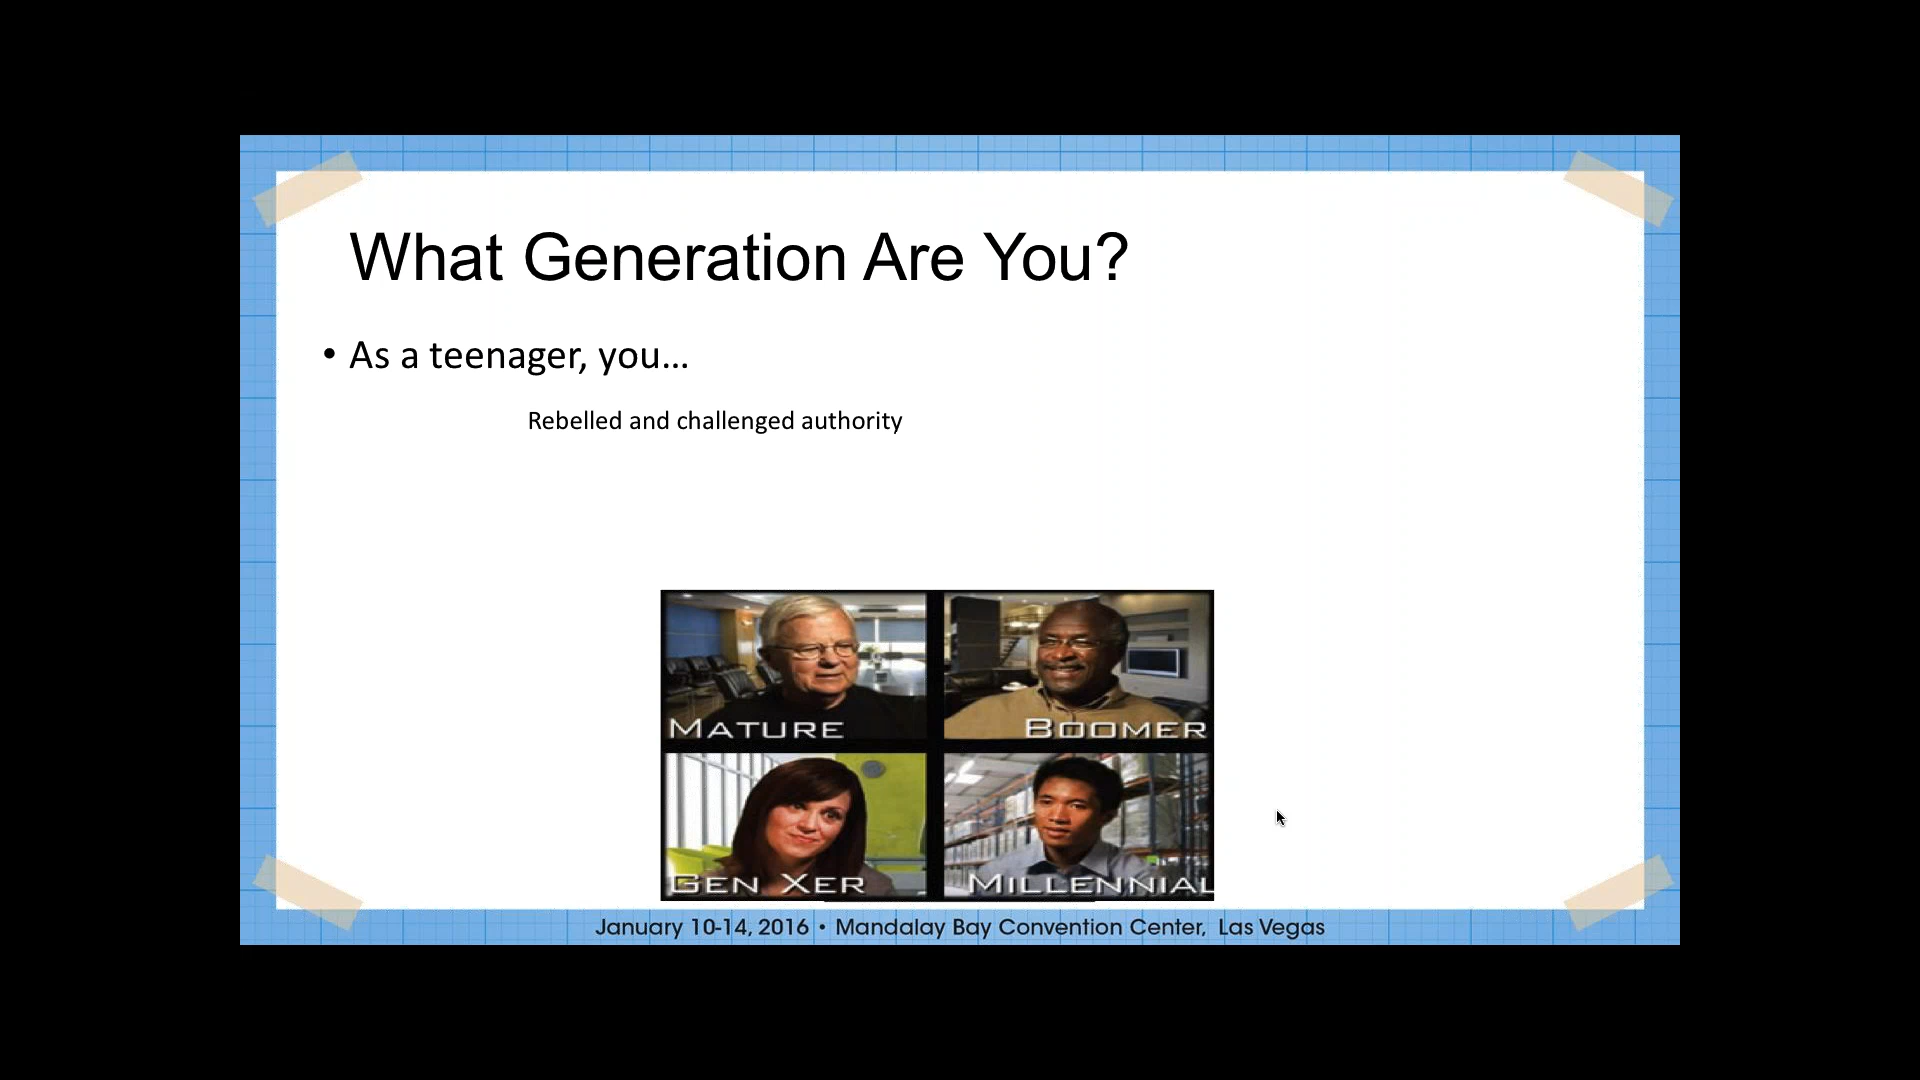 What Generation Are You?
• As a teenager, you…
Rebelled and challenged authority
MATURE
BOOMER
GEN XER
MILLENNIAL
January 10-14, 2016 • Mandalay Bay Convention Center, Las Vegas